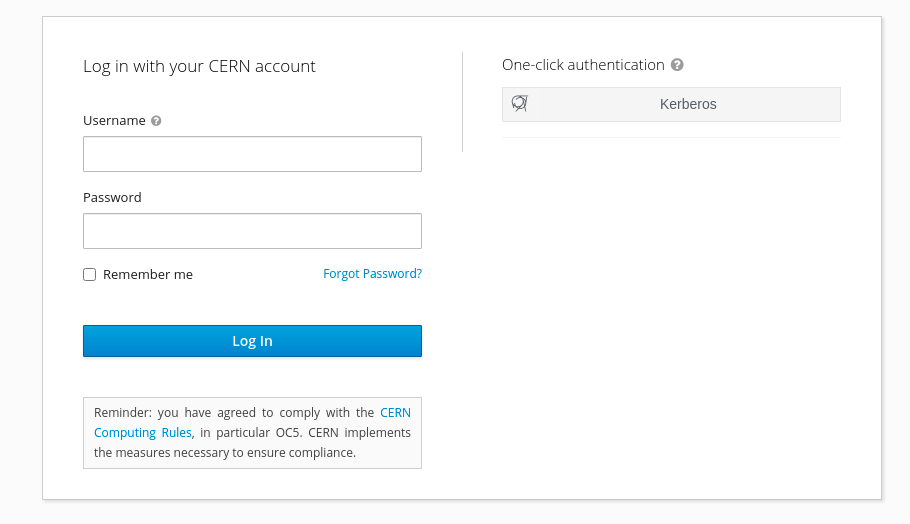 Log in with your CERN account
Username
Password
Remember me
Forgot Password?
Log In
Reminder: you have agreed to comply with the CERN
Computing Rules, in particular OC5. CERN implements
the measures necessary to ensure compliance.
One-click authentication
Kerberos